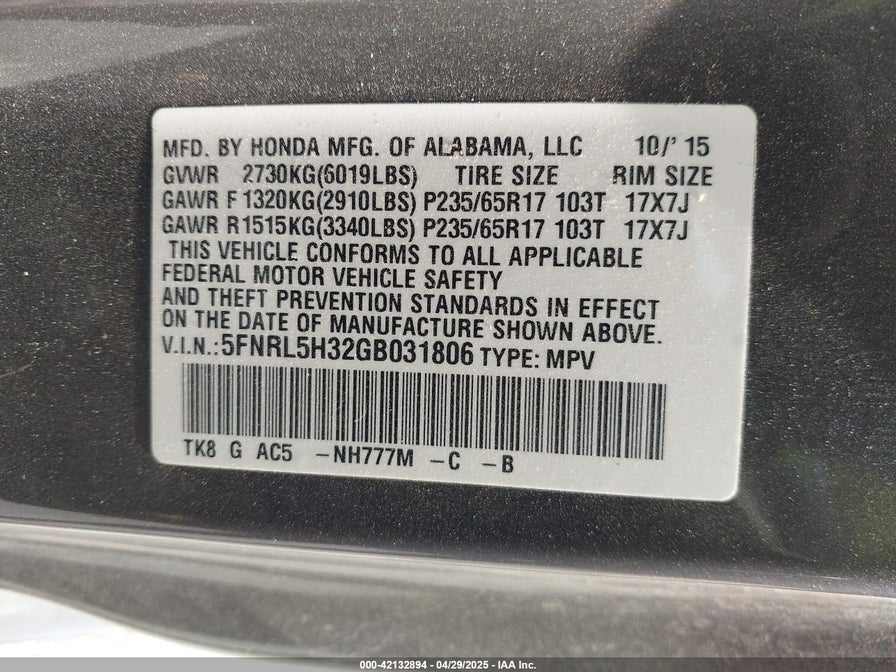 MFD. BY HONDA MFG. OF ALABAMA, LLC 10/'15
GVWR 2730KG(6019LBS) TIRE SIZE RIM SIZE
GAWR F 1320KG(2910LBS) P235/65R17 103T 17X7J
GAWR R 1515KG(3340LBS) P235/65R17 103T 17X7J
THIS VEHICLE CONFORMS TO ALL APPLICABLE
FEDERAL MOTOR VEHICLE SAFETY
AND THEFT PREVENTION STANDARDS IN EFFECT
ON THE DATE OF MANUFACTURE SHOWN ABOVE.
V.I.N.:5FNRL5H32GB031806 TYPE: MPV
TK8 G AC5 -NH777M -C -B
000-42132894 - 04/29/2025 - IAA Inc.